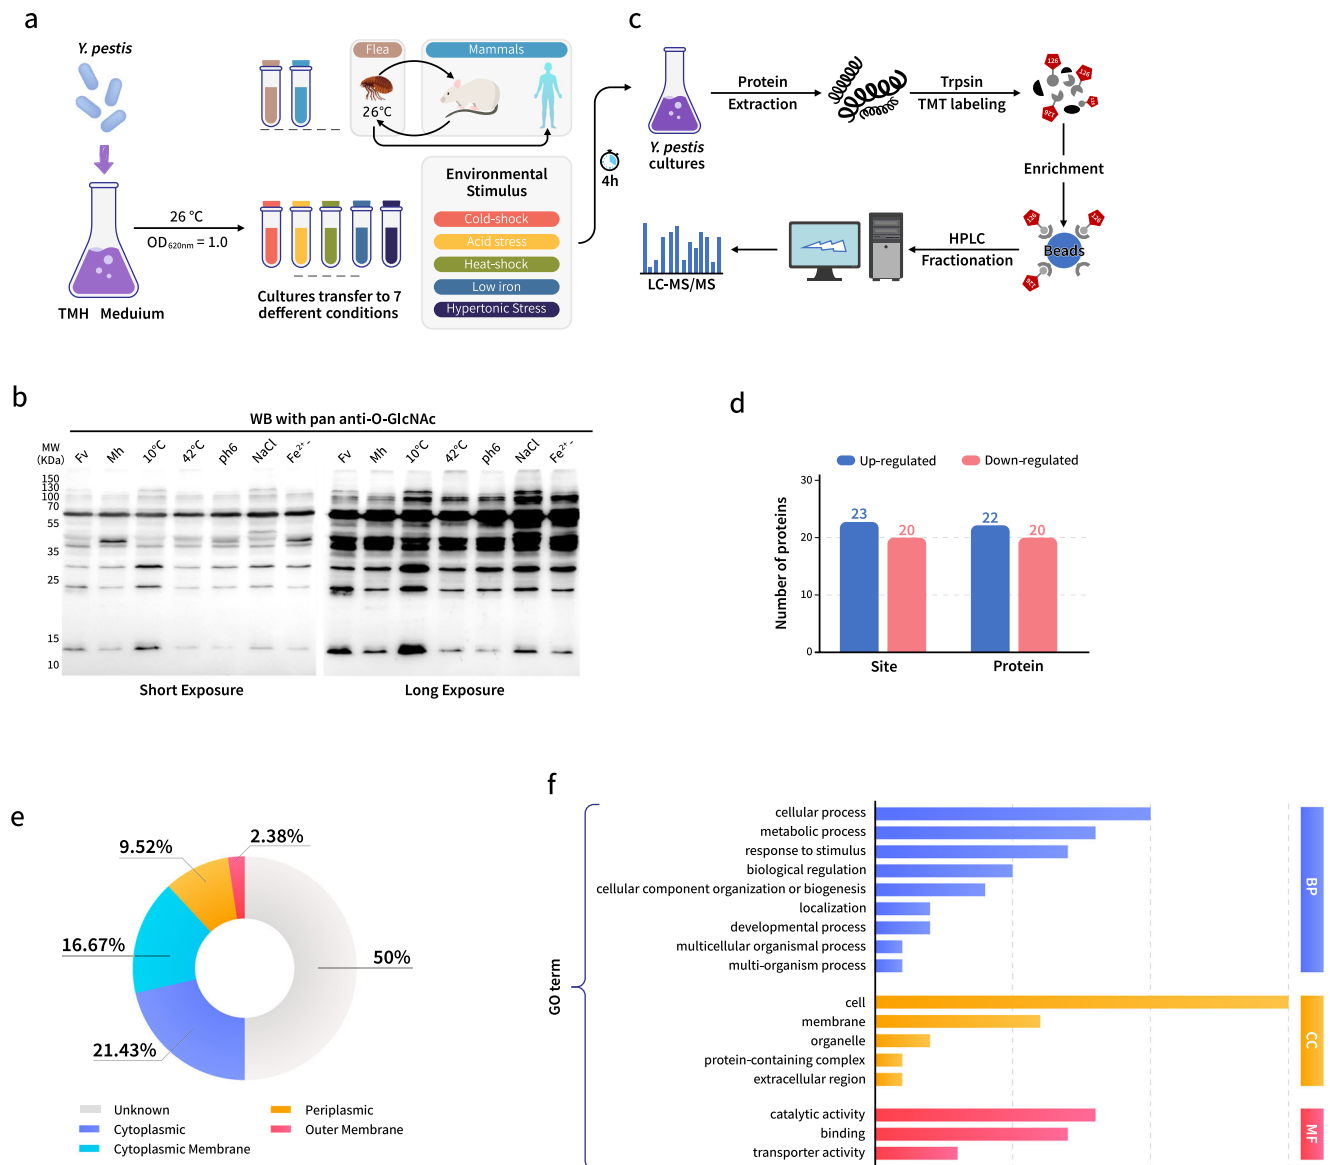 a
Y. pestis
26 °C
OD620nm = 1.0
TMH Meduium
Flea
Mammals
26°C
Environmental
Stimulus
Cold-shock
Acid stress
Heat-shock
Low iron
Hypertonic Stress
Cultures transfer to 7
defferent conditions
4h
c
Y. pestis
cultures
Protein
Extraction
Trpsin
TMT labeling
126
126
126
126
Enrichment
126
126
126
Beads
HPLC
Fractionation
LC-MS/MS
b
WB with pan anti-O-GlcNAc
MW
(KDa)
Fv Mh 10°C 42°C ph6 NaCl Fe²⁺-
Fv Mh 10°C 42°C ph6 NaCl Fe²⁺-
150
130
100
70
55
35
25
15
10
Short Exposure
Long Exposure
d
Up-regulated
Down-regulated
Number of proteins
30
20
10
0
23
20
22
20
Site
Protein
e
9.52%
2.38%
16.67%
50%
21.43%
Unknown
Cytoplasmic
Cytoplasmic Membrane
Periplasmic
Outer Membrane
f
GO term
cellular process
metabolic process
response to stimulus
biological regulation
cellular component organization or biogenesis
localization
developmental process
multicellular organismal process
multi-organism process
BP
cell
membrane
organelle
protein-containing complex
extracellular region
CC
catalytic activity
binding
transporter activity
MF